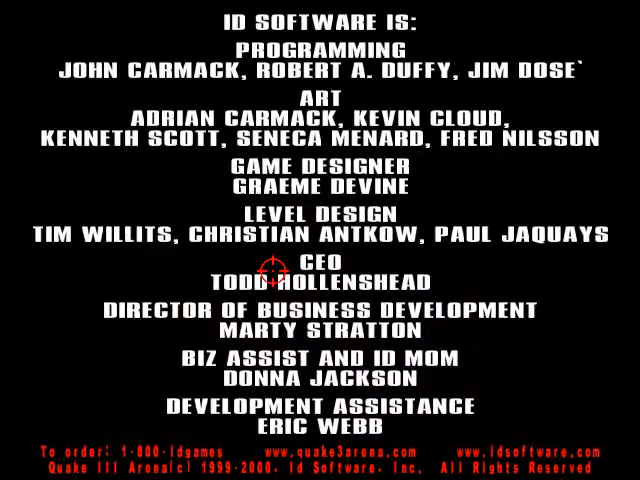 ID SOFTWARE IS:
PROGRAMMING
JOHN CARMACK, ROBERT A. DUFFY, JIM DOSE`
ART
ADRIAN CARMACK, KEVIN CLOUD,
KENNETH SCOTT, SENECA MENARD, FRED NILSSON
GAME DESIGNER
GRAEME DEVINE
LEVEL DESIGN
TIM WILLITS, CHRISTIAN ANTKOW, PAUL JAQUAYS
CEO
TODD HOLLENSHEAD
DIRECTOR OF BUSINESS DEVELOPMENT
MARTY STRATTON
BIZ ASSIST AND ID MOM
DONNA JACKSON
DEVELOPMENT ASSISTANCE
ERIC WEBB
To order: 1-800-idgames www.quake3arena.com www.idsoftware.com
Quake III Arena(c) 1999-2000, Id Software, Inc. All Rights Reserved